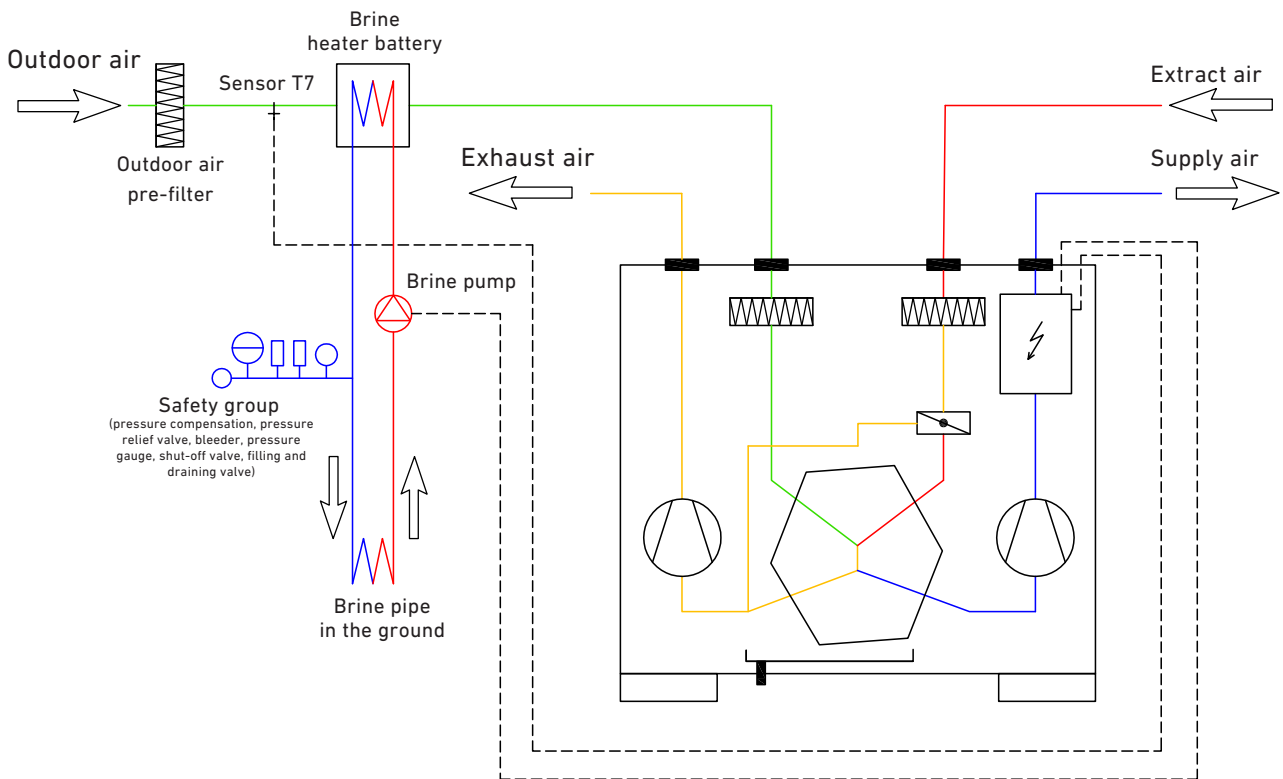 Brine
heater battery
Outdoor air
Sensor T7
Extract air
Outdoor air
pre-filter
Exhaust air
Supply air
Brine pump
Safety group
(pressure compensation, pressure
relief valve, bleeder, pressure
gauge, shut-off valve, filling and
draining valve)
Brine pipe
in the ground